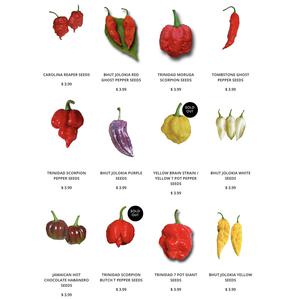 CAROLINA REAPER SEEDS
$ 3.99
BHUT JOLOKIA RED
GHOST PEPPER SEEDS
$ 3.99
TRINIDAD MORUGA
SCORPION SEEDS
$ 3.99
TOMBSTONE GHOST
PEPPER SEEDS
$ 3.99
SOLD
OUT
TRINIDAD SCORPION
PEPPER SEEDS
$ 3.99
BHUT JOLOKIA PURPLE
SEEDS
$ 3.99
YELLOW BRAIN STRAIN /
YELLOW 7 POT PEPPER
SEEDS
$ 3.99
BHUT JOLOKIA WHITE
SEEDS
$ 3.99
SOLD
OUT
JAMAICAN HOT
CHOCOLATE HABANERO
SEEDS
$ 3.99
TRINIDAD SCORPION
BUTCH T PEPPER SEEDS
$ 3.99
TRINIDAD 7 POT GIANT
SEEDS
$ 3.99
BHUT JOLOKIA YELLOW
SEEDS
$ 3.99